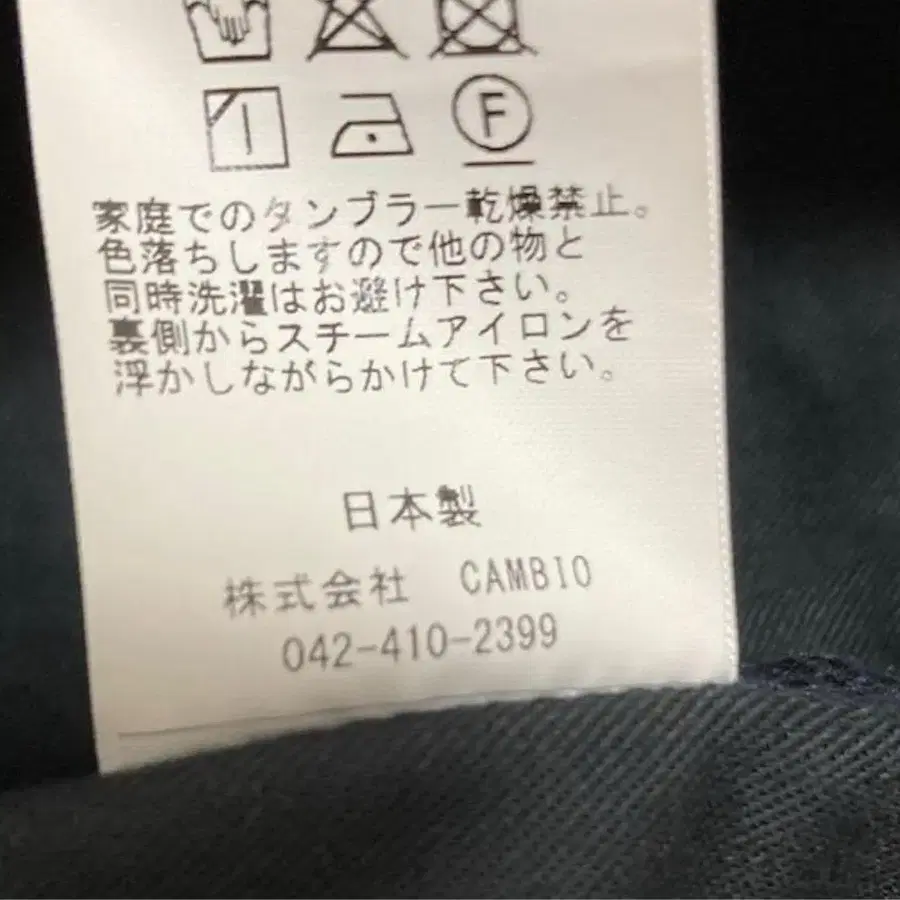 F
家庭でのタンブラー乾燥禁止。
色落ちしますので他の物と
同時洗濯はお避け下さい。
裏側からスチームアイロンを
浮かしながらかけて下さい。
日本製
株式会社 CAMBIO
042-410-2399